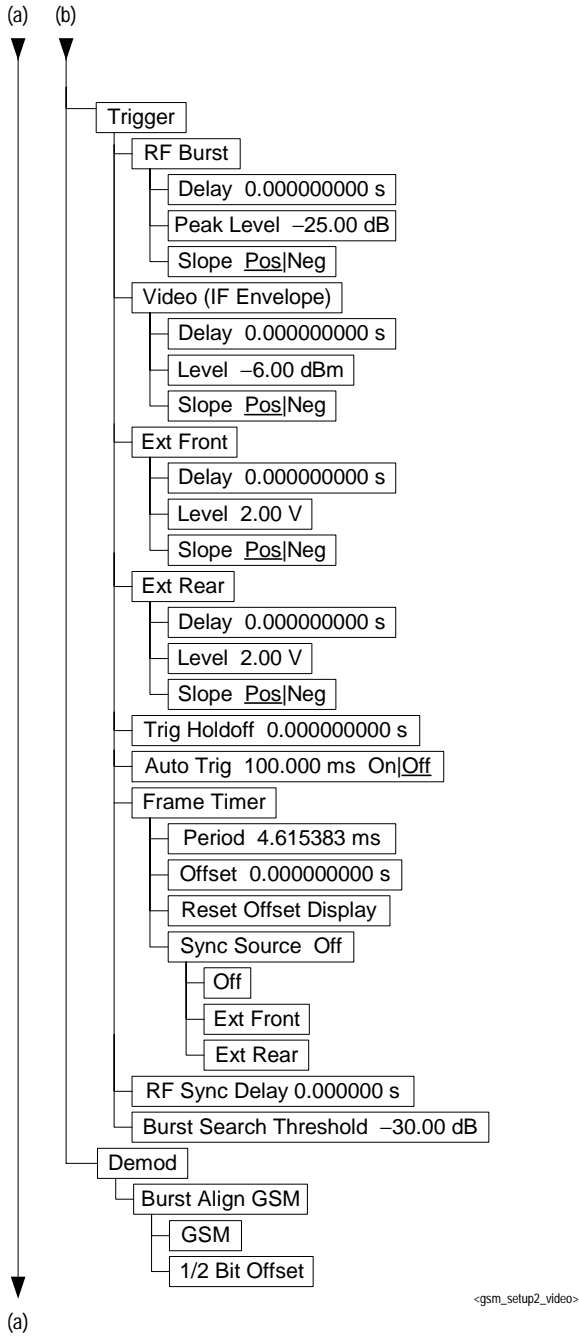 (a) (b)
Trigger
RF Burst
Delay 0.000000000 s
Peak Level −25.00 dB
Slope Pos|Neg
Video (IF Envelope)
Delay 0.000000000 s
Level −6.00 dBm
Slope Pos|Neg
Ext Front
Delay 0.000000000 s
Level 2.00 V
Slope Pos|Neg
Ext Rear
Delay 0.000000000 s
Level 2.00 V
Slope Pos|Neg
Trig Holdoff 0.000000000 s
Auto Trig 100.000 ms On|Off
Frame Timer
Period 4.615383 ms
Offset 0.000000000 s
Reset Offset Display
Sync Source Off
Off
Ext Front
Ext Rear
RF Sync Delay 0.000000 s
Burst Search Threshold −30.00 dB
Demod
Burst Align GSM
GSM
1/2 Bit Offset
<gsm_setup2_video>
(a)